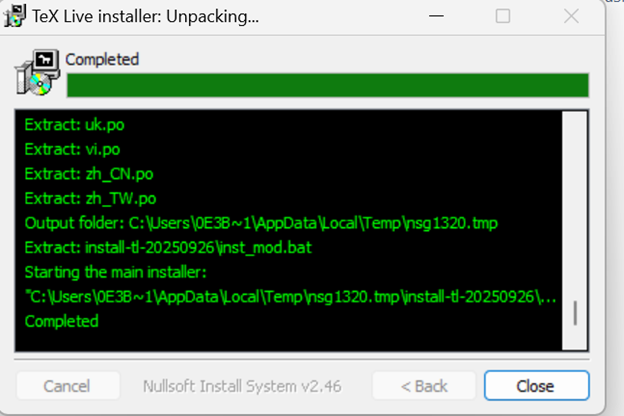 TeX Live installer: Unpacking...
Completed
Extract: uk.po
Extract: vi.po
Extract: zh_CN.po
Extract: zh_TW.po
Output folder: C:\Users\0E3B~1\AppData\Local\Temp\nsg1320.tmp
Extract: install-tl-20250926\inst_mod.bat
Starting the main installer:
"C:\Users\0E3B~1\AppData\Local\Temp\nsg1320.tmp\install-tl-20250926\...
Completed
Cancel Nullsoft Install System v2.46 < Back Close